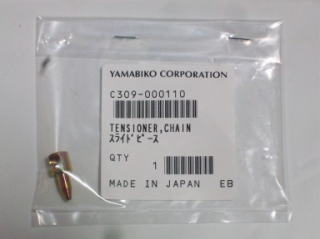 YAMABIKO CORPORATION
C309-000110
TENSIONER,CHAIN
スライドピース
QTY 1
MADE IN JAPAN EB